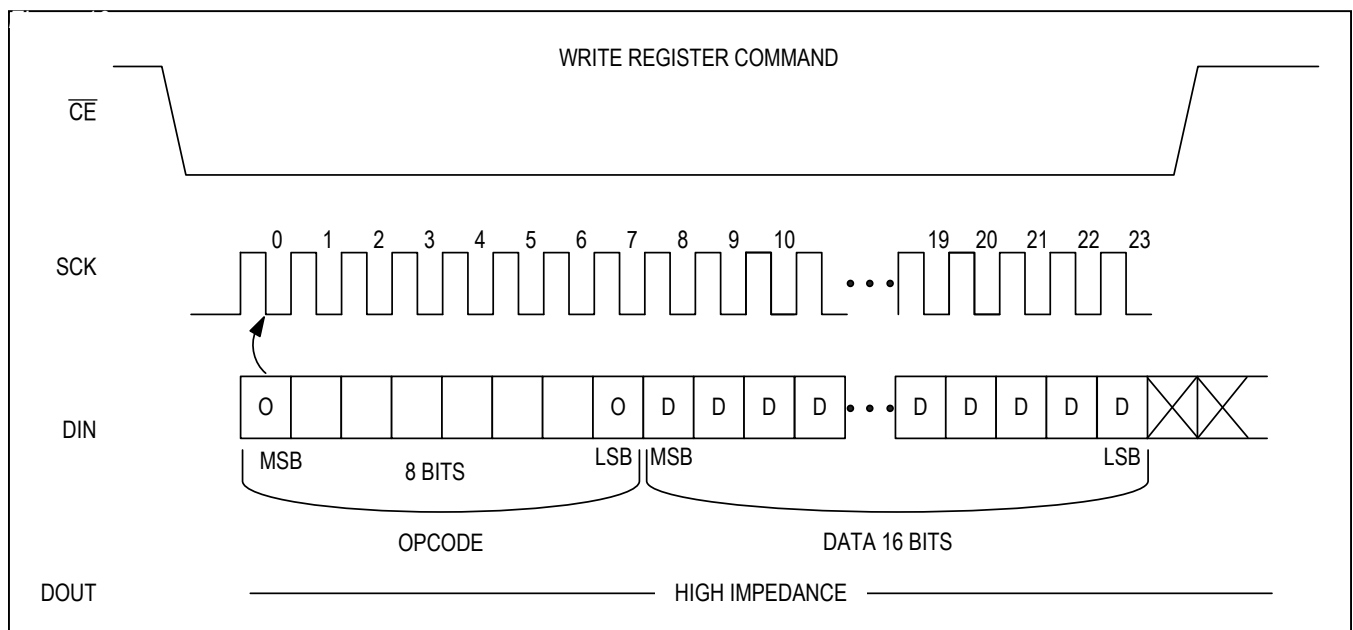 WRITE REGISTER COMMAND
CE
0 1 2 3 4 5 6 7 8 9 10 19 20 21 22 23
SCK
•••
O O D D D D ••• D D D D D
DIN
MSB 8 BITS LSB MSB LSB
OPCODE DATA 16 BITS
DOUT HIGH IMPEDANCE